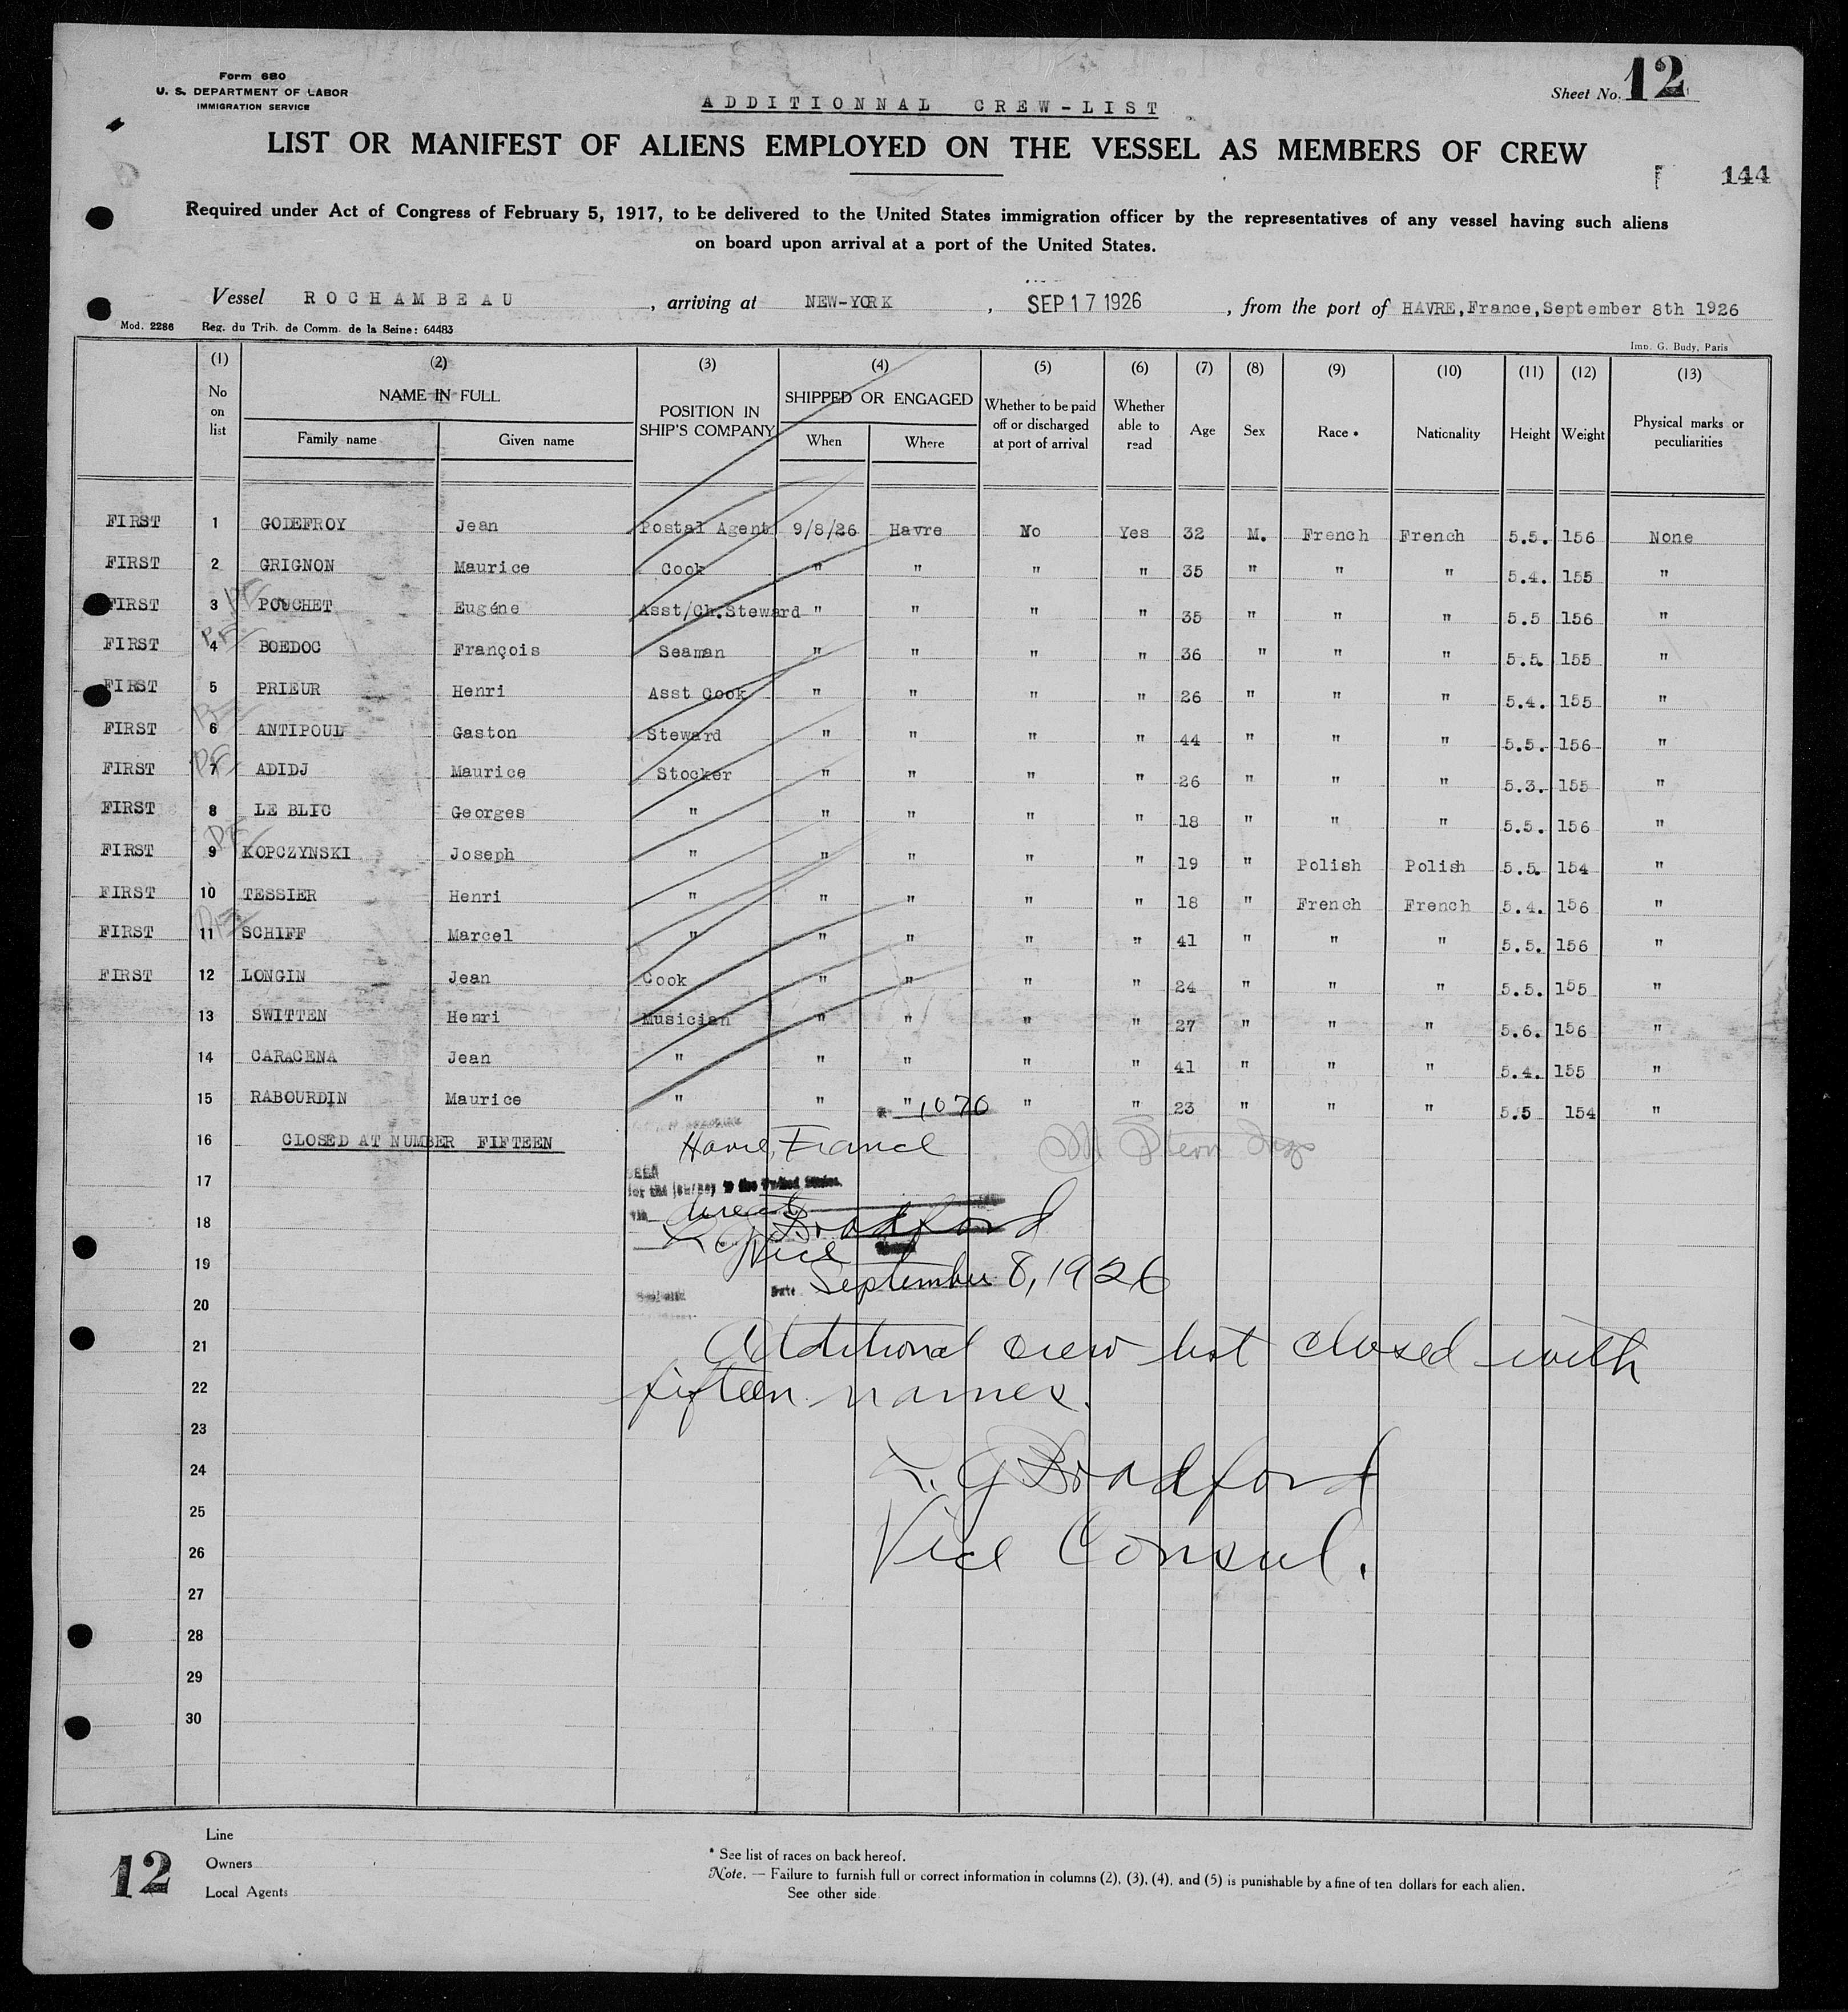 Form 680
U. S. DEPARTMENT OF LABOR
IMMIGRATION SERVICE
ADDITIONNAL CREW-LIST
Sheet No. 12
LIST OR MANIFEST OF ALIENS EMPLOYED ON THE VESSEL AS MEMBERS OF CREW
144
Required under Act of Congress of February 5, 1917, to be delivered to the United States immigration officer by the representatives of any vessel having such aliens
on board upon arrival at a port of the United States.
Vessel ROCHAMBEAU , arriving at NEW-YORK , SEP 17 1926 , from the port of HAVRE, France, September 8th 1926
Mod. 2286 Reg. du Trib. de Comm. de la Seine: 64483
Imp. G. Budy, Paris
(1) (2) (3) (4) (5) (6) (7) (8) (9) (10) (11) (12) (13)
No on list NAME IN FULL POSITION IN SHIP'S COMPANY SHIPPED OR ENGAGED Whether to be paid off or discharged at port of arrival Whether able to read Age Sex Race * Nationality Height Weight Physical marks or peculiarities
Family name Given name When Where
FIRST 1 GODEFROY Jean Postal Agent 9/8/26 Havre No Yes 32 M. French French 5.5. 156 None
FIRST 2 GRIGNON Maurice Cook " " " " 35 " " " 5.4. 155 "
FIRST 3 POUCHET Eugéne Asst/Ch.Steward " " " " 35 " " " 5.5 156 "
FIRST 4 BOEDOC François Seaman " " " " 36 " " " 5.5. 155 "
FIRST 5 PRIEUR Henri Asst Cook " " " " 26 " " " 5.4. 155 "
FIRST 6 ANTIPOUL Gaston Steward " " " " 44 " " " 5.5. 156 "
FIRST 7 ADIDJ Maurice Stocker " " " " 26 " " " 5.3. 155 "
FIRST 8 LE BLIC Georges " " " " " 18 " " " 5.5. 156 "
FIRST 9 KOPCZYNSKI Joseph " " " " " 19 " Polish Polish 5.5. 154 "
FIRST 10 TESSIER Henri " " " " " 18 " French French 5.4. 156 "
FIRST 11 SCHIFF Marcel " " " " " 41 " " " 5.5. 156 "
FIRST 12 LONGIN Jean Cook " " " " 24 " " " 5.5. 155 "
13 SWITTEN Henri Musician " " " " 27 " " " 5.6. 156 "
14 CARACENA Jean " " " " " 41 " " " 5.4. 155 "
15 RABOURDIN Maurice " " " " " 23 " " " 5.5 154 "
1070
16 CLOSED AT NUMBER FIFTEEN Havre, France
17 SEEN
for the journey to the United States.
via direct
18 Bradford
Vice
19 Date September 8, 1926
20
21 Additional crew list closed with
22 fifteen names.
23
24 R. G. Bradford
25 Vice Consul.
26
27
28
29
30
Line
Owners
Local Agents
12
* See list of races on back hereof.
Note. — Failure to furnish full or correct information in columns (2), (3), (4), and (5) is punishable by a fine of ten dollars for each alien.
See other side